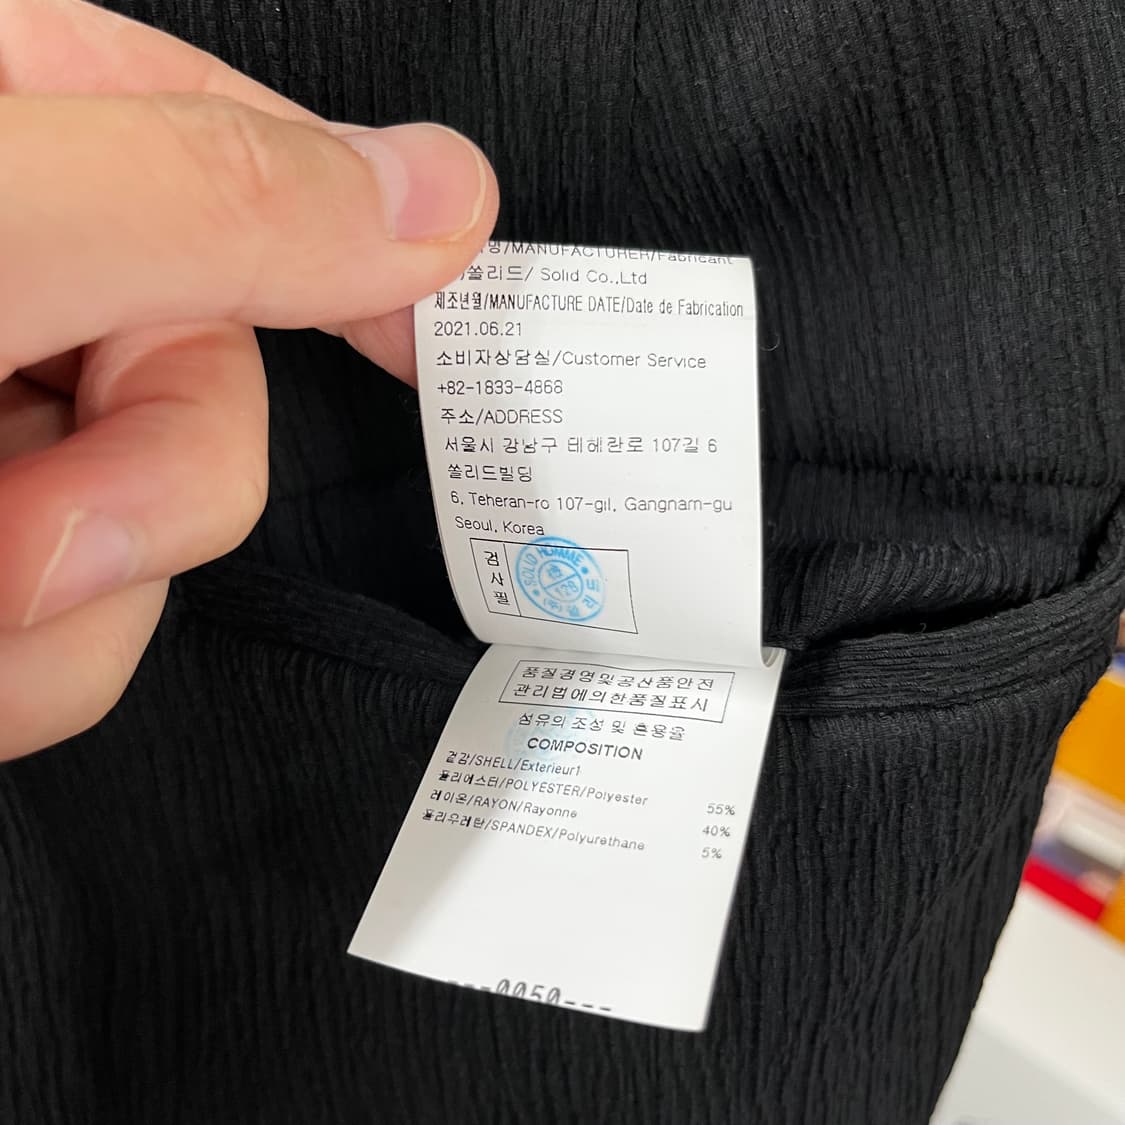 명/MANUFACTURER/Fabricant
)쏠리드/ Solid Co.,Ltd
제조년월/MANUFACTURE DATE/Date de Fabrication
2021.06.21
소비자상담실/Customer Service
+82-1833-4868
주소/ADDRESS
서울시 강남구 테헤란로 107길 6
쏠리드빌딩
6, Teheran-ro 107-gil, Gangnam-gu
Seoul, Korea
검사필
SOLID HOMME
품질경영및공산품안전
관리법에의한품질표시
섬유의 조성 및 혼용율
COMPOSITION
겉감/SHELL/Exterieur1
폴리에스터/POLYESTER/Polyester 55%
레이온/RAYON/Rayonne 40%
폴리우레탄/SPANDEX/Polyurethane 5%
--0050---